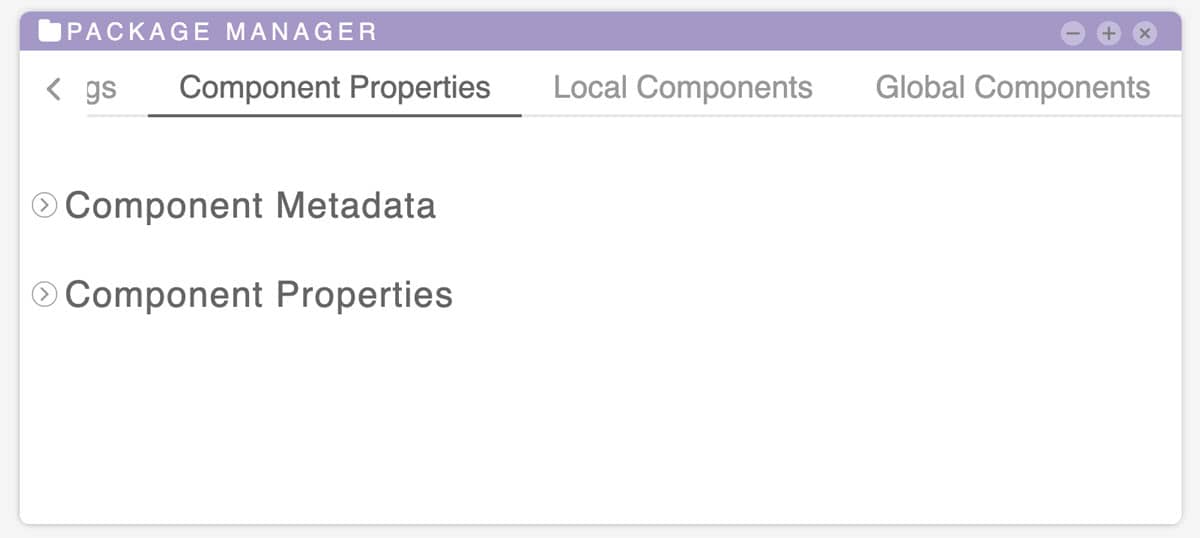 PACKAGE MANAGER
gs Component Properties Local Components Global Components
Component Metadata
Component Properties